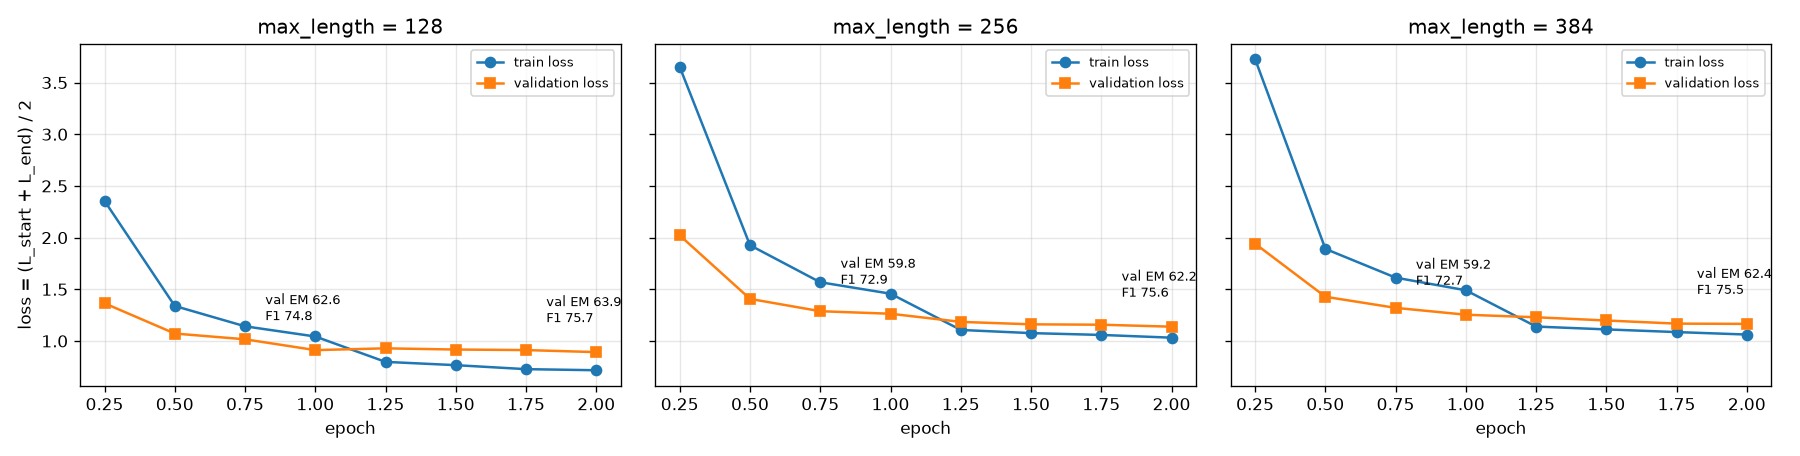 max_length = 128
max_length = 256
max_length = 384
loss = (L_start + L_end) / 2
3.5
3.0
2.5
2.0
1.5
1.0
train loss
validation loss
val EM 62.6
F1 74.8
val EM 63.9
F1 75.7
0.25 0.50 0.75 1.00 1.25 1.50 1.75 2.00
epoch
train loss
validation loss
val EM 59.8
F1 72.9
val EM 62.2
F1 75.6
0.25 0.50 0.75 1.00 1.25 1.50 1.75 2.00
epoch
train loss
validation loss
val EM 59.2
F1 72.7
val EM 62.4
F1 75.5
0.25 0.50 0.75 1.00 1.25 1.50 1.75 2.00
epoch